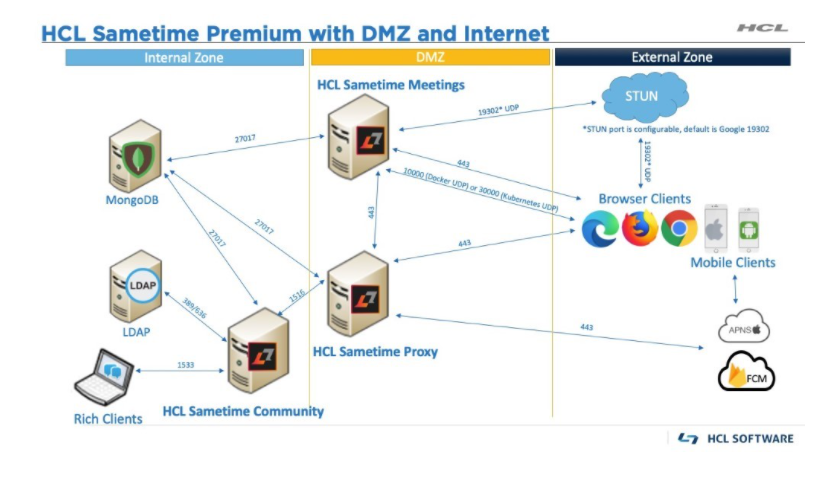 HCL Sametime Premium with DMZ and Internet
HCL
Internal Zone
DMZ
External Zone
HCL Sametime Meetings
STUN
19302* UDP
*STUN port is configurable, default is Google 19302
27017
443
19302* UDP
10000 (Docker UDP) or 30000 (Kubernetes UDP)
MongoDB
Browser Clients
27017
27017
443
443
Mobile Clients
LDAP
LDAP
389/636
1516
443
APNS
HCL Sametime Proxy
1533
FCM
Rich Clients
HCL Sametime Community
HCL SOFTWARE